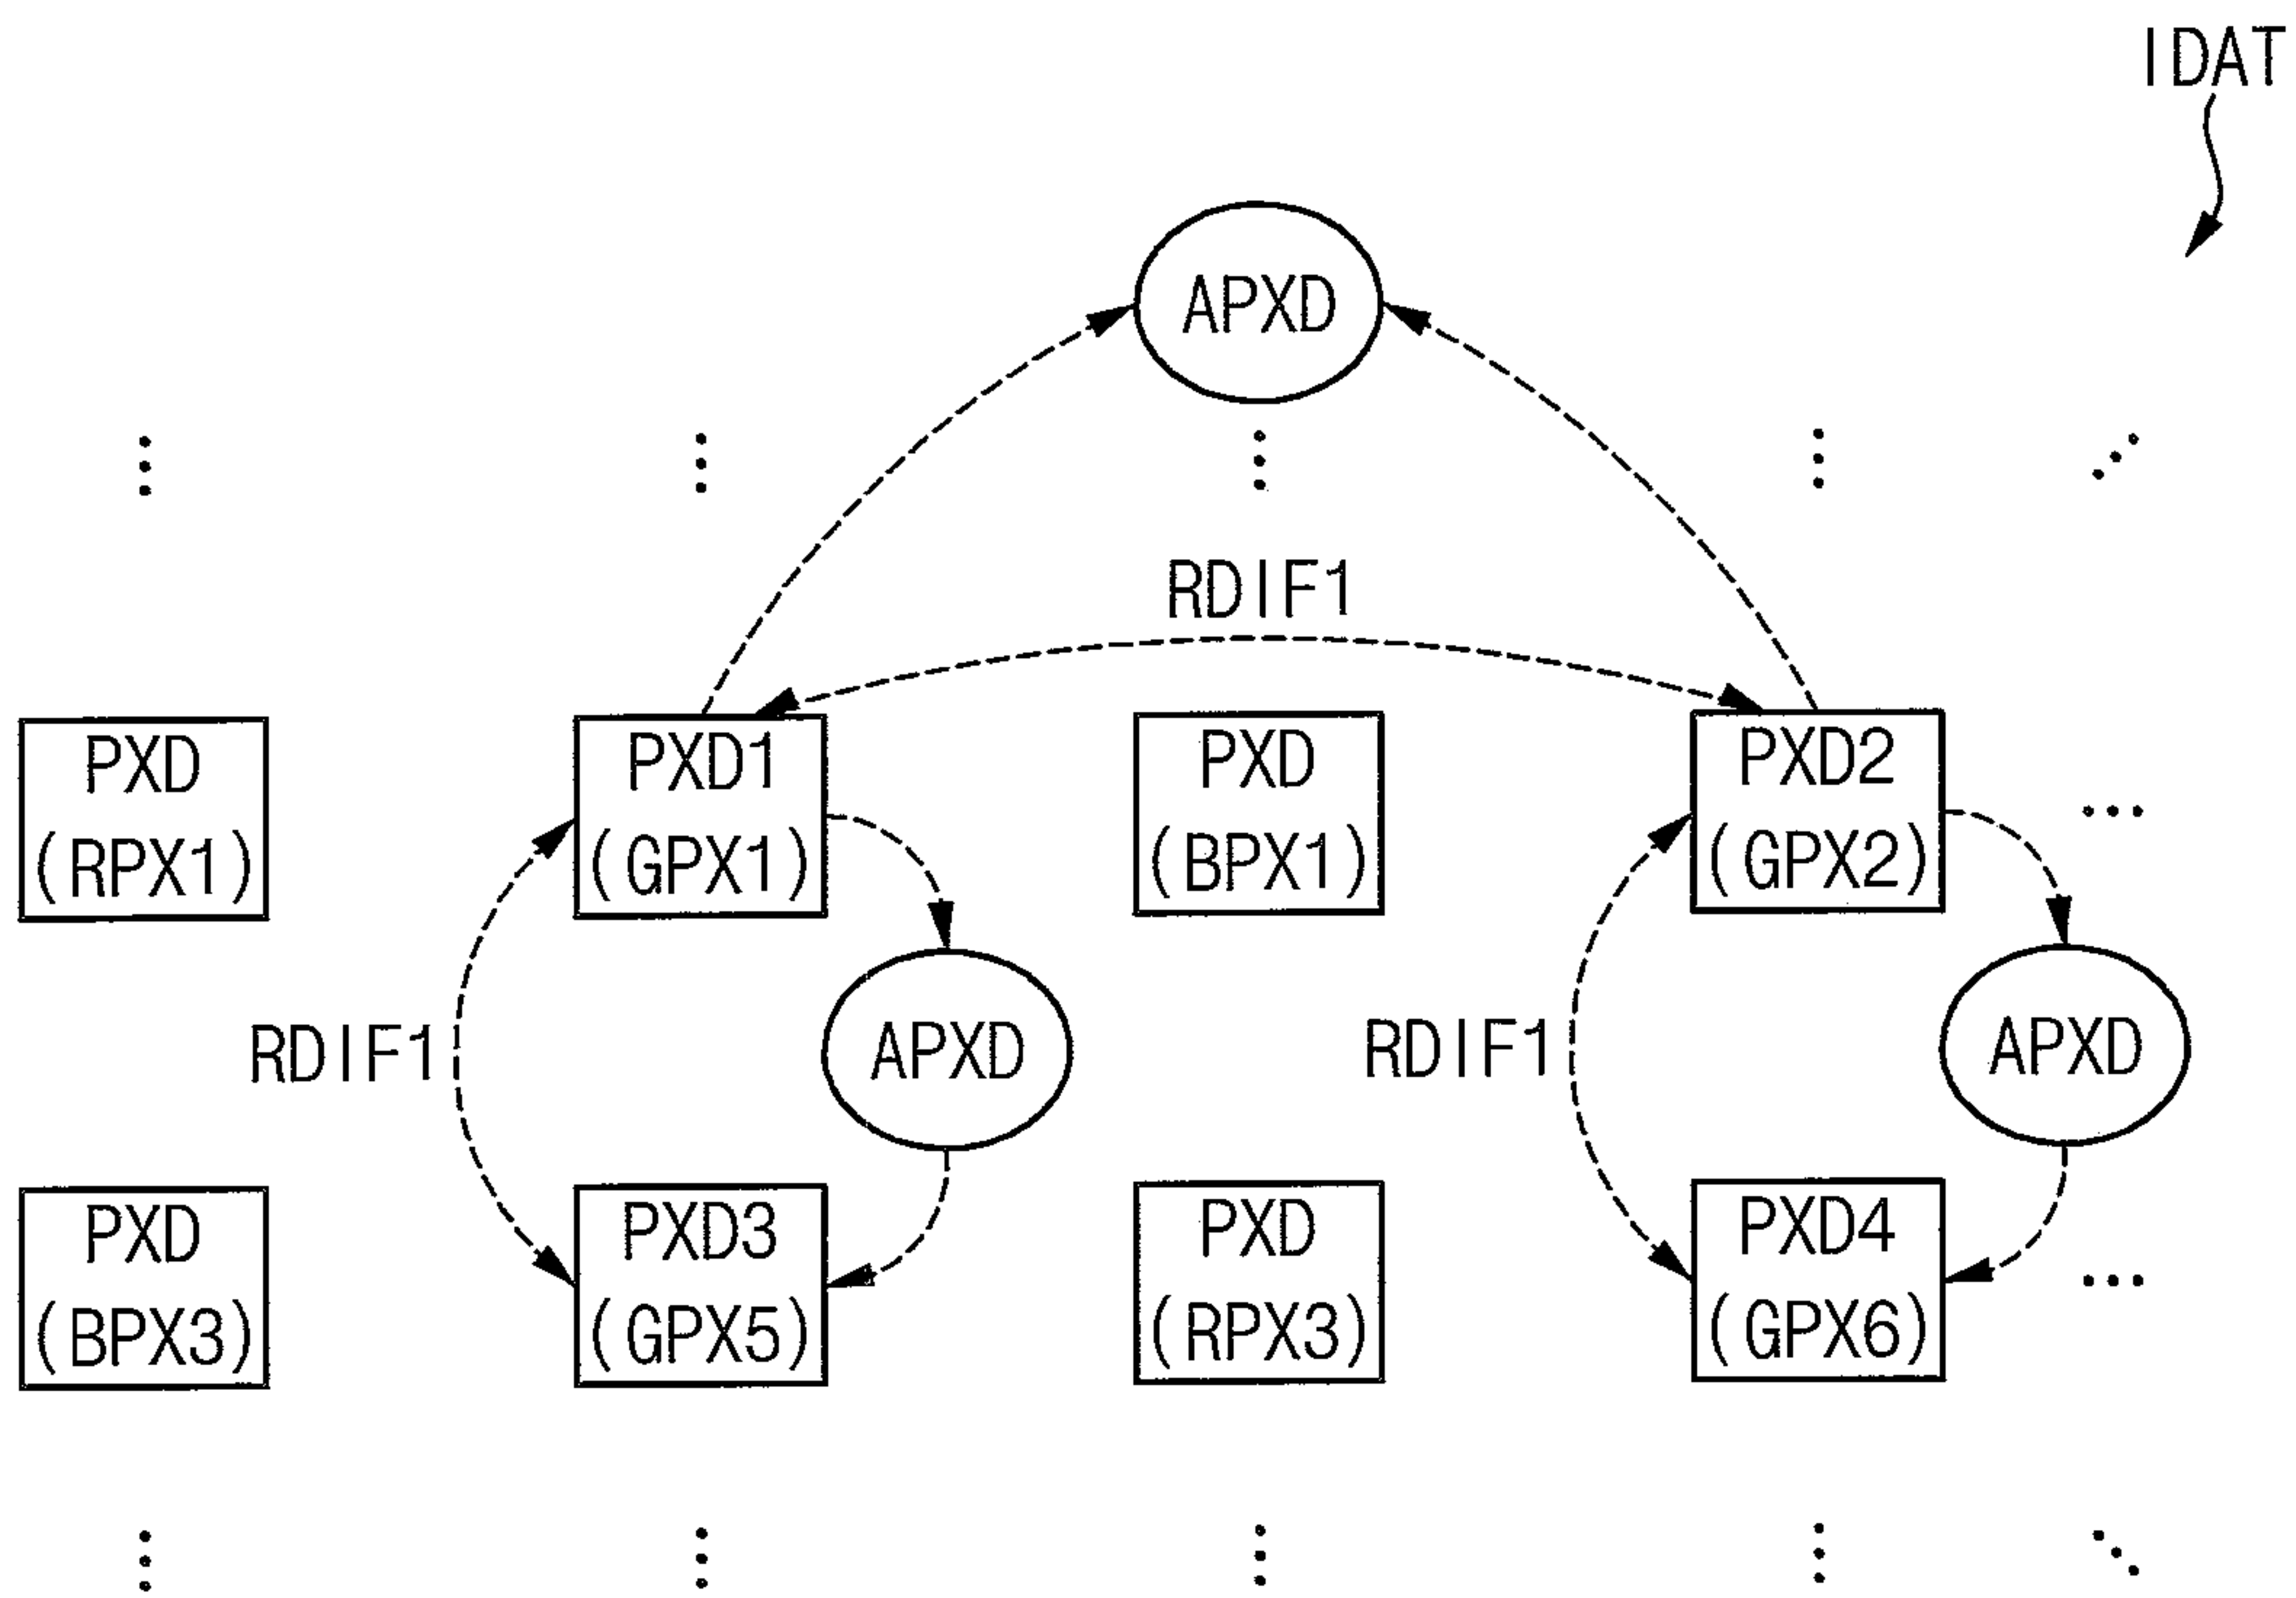 IDAT
APXD
RDIF1
PXD
(RPX1)
PXD1
(GPX1)
PXD
(BPX1)
PXD2
(GPX2)
RDIF1
APXD
RDIF1
APXD
PXD
(BPX3)
PXD3
(GPX5)
PXD
(RPX3)
PXD4
(GPX6)